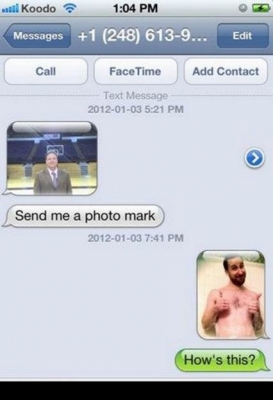 Koodo 1:04 PM
Messages +1 (248) 613-9... Edit
Call FaceTime Add Contact
Text Message
2012-01-03 5:21 PM
Send me a photo mark
2012-01-03 7:41 PM
How's this?